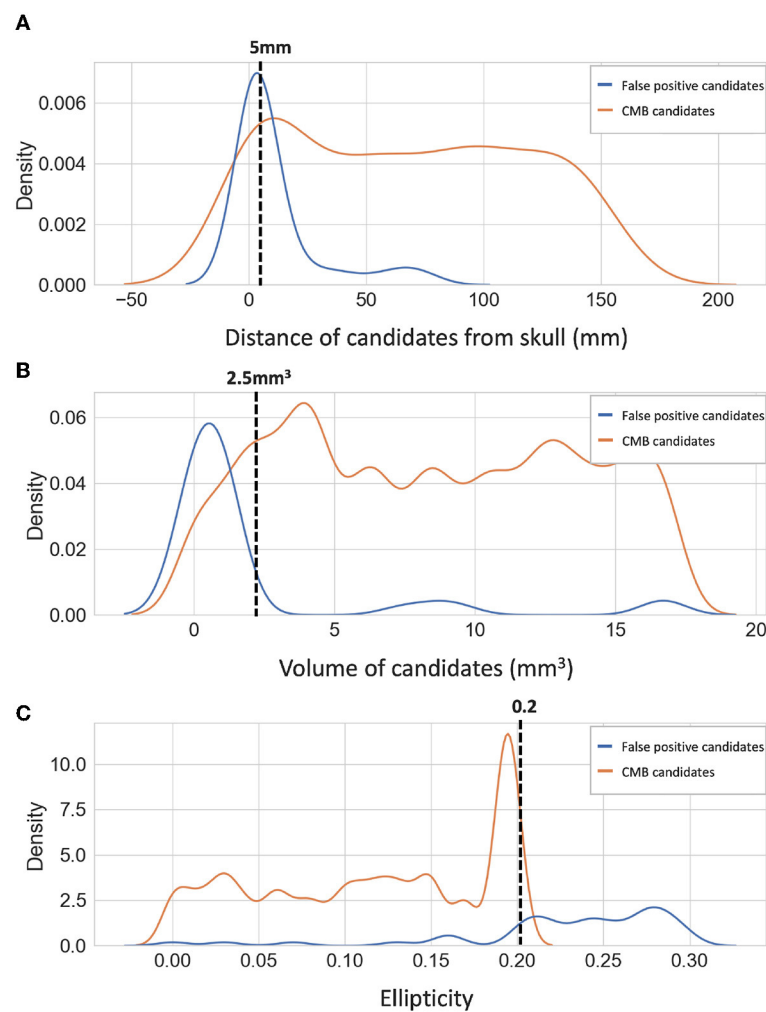 A
5mm
False positive candidates
CMB candidates
Density
0.006
0.004
0.002
0.000
−50 0 50 100 150 200
Distance of candidates from skull (mm)
B
2.5mm³
False positive candidates
CMB candidates
Density
0.06
0.04
0.02
0.00
0 5 10 15 20
Volume of candidates (mm³)
C
0.2
False positive candidates
CMB candidates
Density
10.0
7.5
5.0
2.5
0.0
0.00 0.05 0.10 0.15 0.20 0.25 0.30
Ellipticity